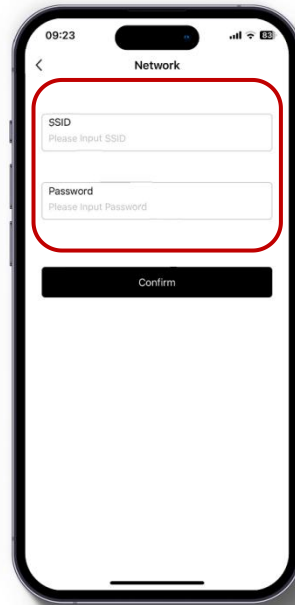 09:23
83
Network
SSID
Please Input SSID
Password
Please Input Password
Confirm